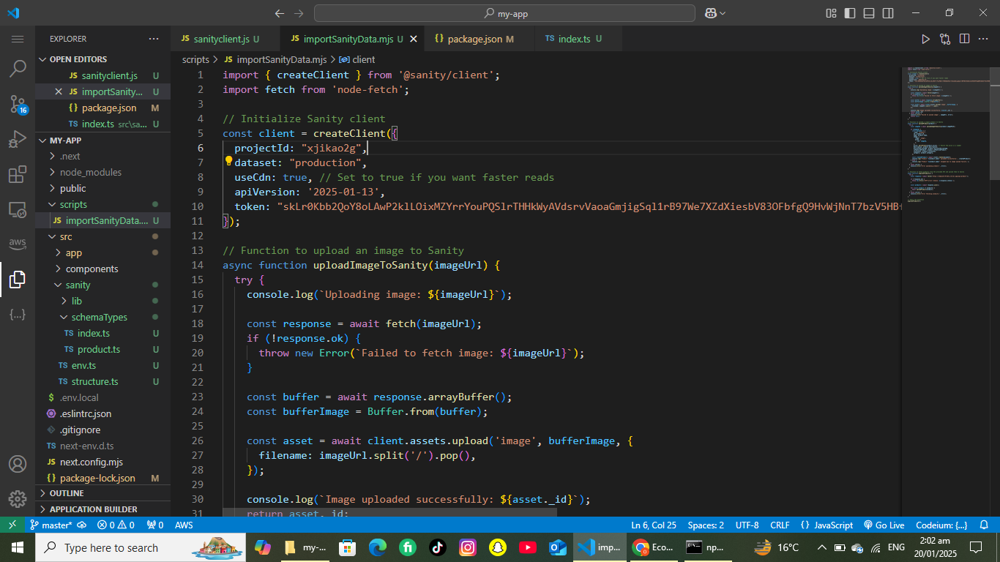 my-app
EXPLORER
OPEN EDITORS
JS sanityclient.js U
JS importSanity... U
{} package.json M
TS index.ts src\sa... U
MY-APP
.next
node_modules
public
scripts
JS importSanityData.... U
src
app
components
sanity
lib
schemaTypes
TS index.ts U
TS product.ts U
TS env.ts U
TS structure.ts U
$ .env.local
.eslintrc.json
.gitignore
TS next-env.d.ts
JS next.config.mjs
{} package-lock.json M
OUTLINE
APPLICATION BUILDER
16
aws
{...}
JS sanityclient.js U
JS importSanityData.mjs U
{} package.json M
TS index.ts U
scripts > JS importSanityData.mjs > client
1 import { createClient } from '@sanity/client';
2 import fetch from 'node-fetch';
3
4 // Initialize Sanity client
5 const client = createClient({
6 projectId: "xjikao2g",
7 dataset: "production",
8 useCdn: true, // Set to true if you want faster reads
9 apiVersion: '2025-01-13',
10 token:
11 });
12
13 // Function to upload an image to Sanity
14 async function uploadImageToSanity(imageUrl) {
15 try {
16 console.log(`Uploading image: ${imageUrl}`);
17
18 const response = await fetch(imageUrl);
19 if (!response.ok) {
20 throw new Error(`Failed to fetch image: ${imageUrl}`);
21 }
22
23 const buffer = await response.arrayBuffer();
24 const bufferImage = Buffer.from(buffer);
25
26 const asset = await client.assets.upload('image', bufferImage, {
27 filename: imageUrl.split('/').pop(),
28 });
29
30 console.log(`Image uploaded successfully: ${asset._id}`);
31 return asset._id;
master*
0 0
0
AWS
Ln 6, Col 25
Spaces: 2
UTF-8
CRLF
{} JavaScript
Go Live
Codeium: {...}
Type here to search
my-...
imp...
Eco...
np...
16°C
ENG
2:02 am
20/01/2025